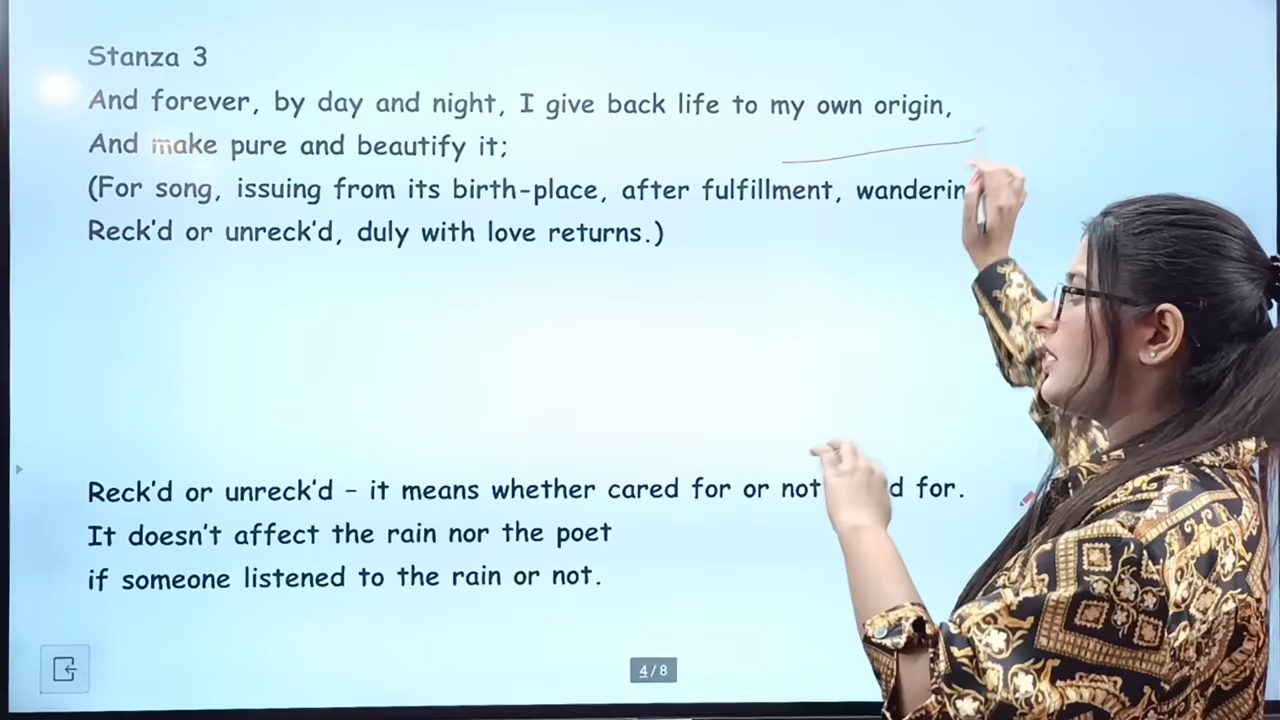 Stanza 3
And forever, by day and night, I give back life to my own origin,
And make pure and beautify it;
(For song, issuing from its birth-place, after fulfillment,
Reck'd or unreck'd, duly with love returns.)
Reck'd or unreck'd - it means whether cared for or not for.
It doesn't affect the rain nor the poet
if someone listened to the rain or not.
4/8